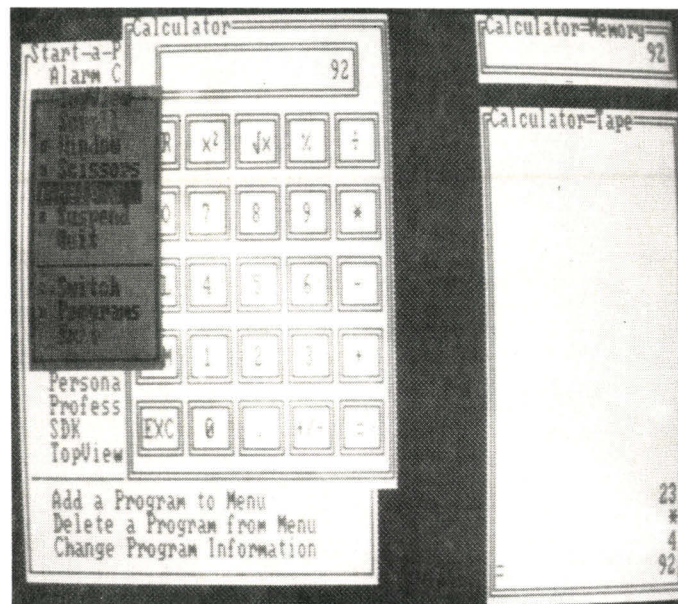 Calculator
92
Start-a-P
Alarm C
TopView
Window
Scissors
Suspend
Quit
Switch
Programs
R x² √x % ÷
7 8 9 *
4 5 6 -
1 2 3 +
EXC 0 . +/- =
Persona
Profess
SDK
TopView
Add a Program to Menu
Delete a Program from Menu
Change Program Information
Calculator=Memory
92
Calculator=Tape
23
*
4
= 92